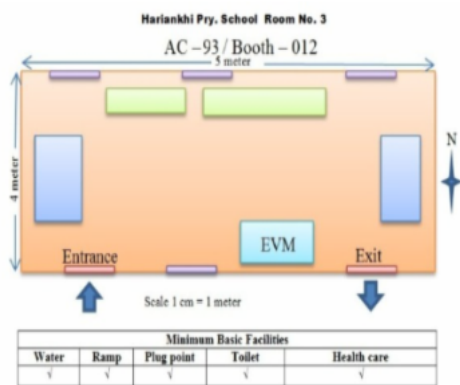 Hariankhi Pry. School Room No. 3
AC – 93 / Booth – 012
5 meter
4 meter
N
EVM
Entrance
Exit
Scale 1 cm = 1 meter
Minimum Basic Facilities
Water Ramp Plug point Toilet Health care
√ √ √ √ √